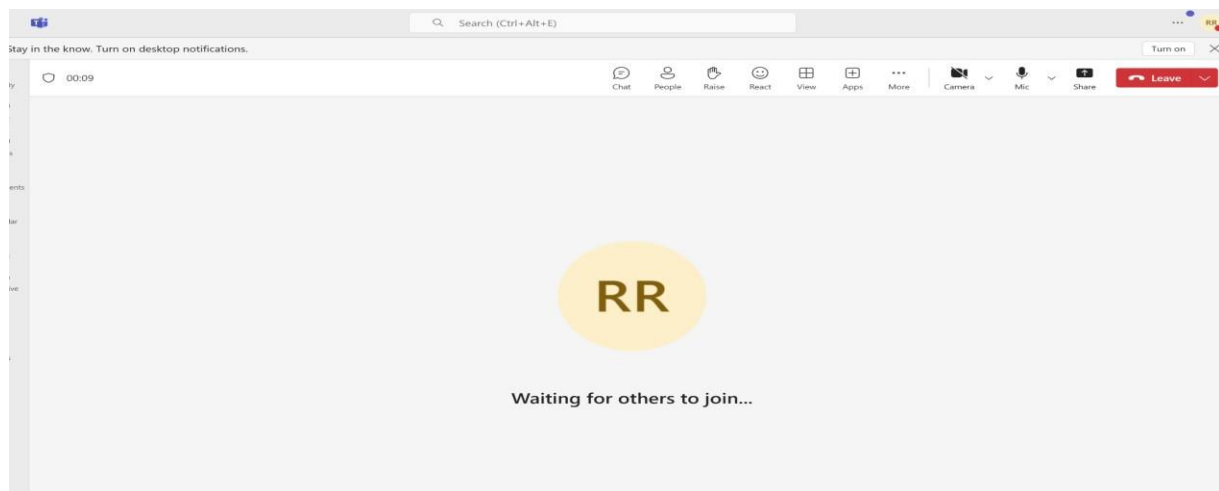 Search (Ctrl+Alt+E)
RR
Stay in the know. Turn on desktop notifications.
Turn on
00:09
Chat People Raise React View Apps More Camera Mic Share Leave
RR
Waiting for others to join...